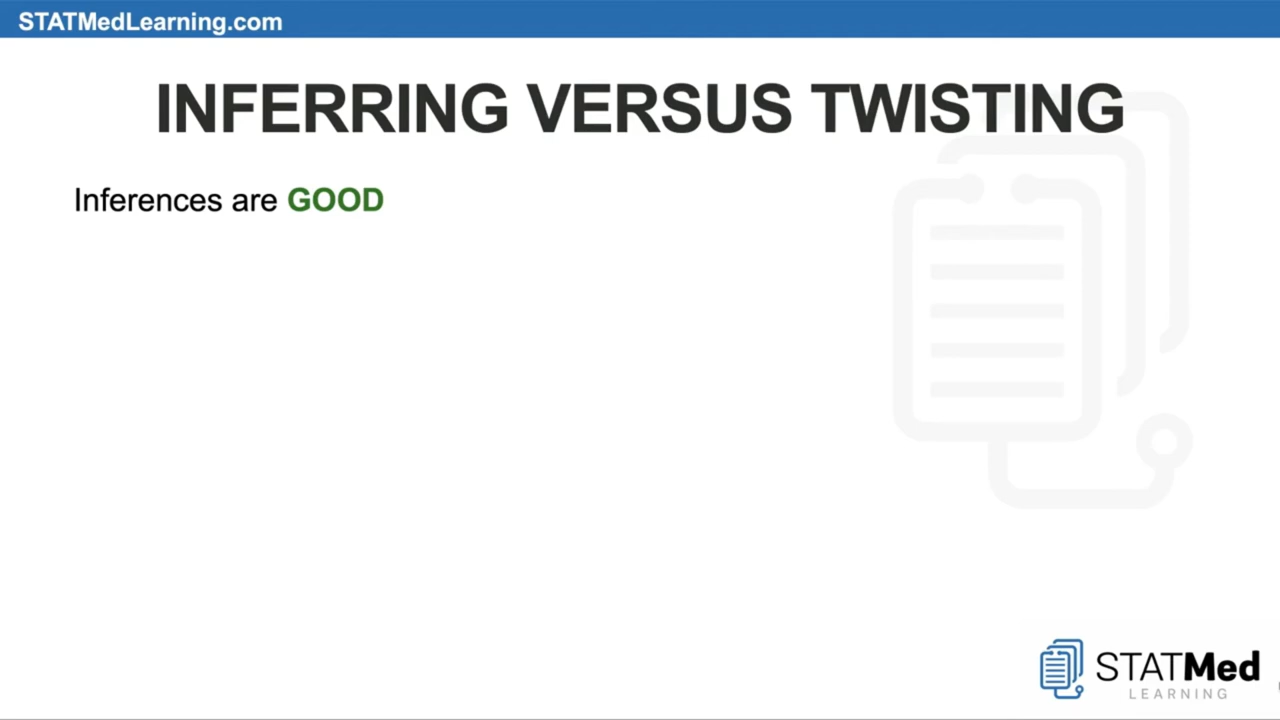 STATMedLearning.com
INFERRING VERSUS TWISTING
Inferences are GOOD
STATMed
LEARNING